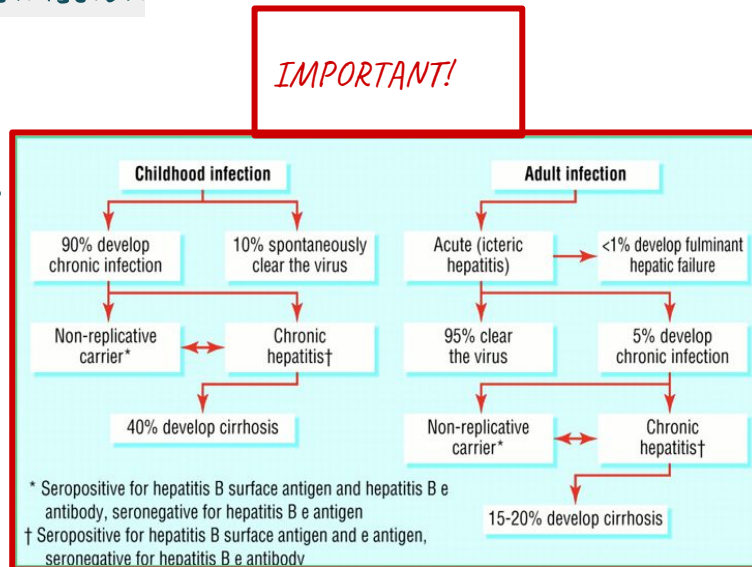 IMPORTANT!
Childhood infection
90% develop
chronic infection
10% spontaneously
clear the virus
Non-replicative
carrier*
Chronic
hepatitis†
40% develop cirrhosis
* Seropositive for hepatitis B surface antigen and hepatitis B e
antibody, seronegative for hepatitis B e antigen
† Seropositive for hepatitis B surface antigen and e antigen,
seronegative for hepatitis B e antibody
Adult infection
Acute (icteric
hepatitis)
<1% develop fulminant
hepatic failure
95% clear
the virus
5% develop
chronic infection
Non-replicative
carrier*
Chronic
hepatitis†
15-20% develop cirrhosis